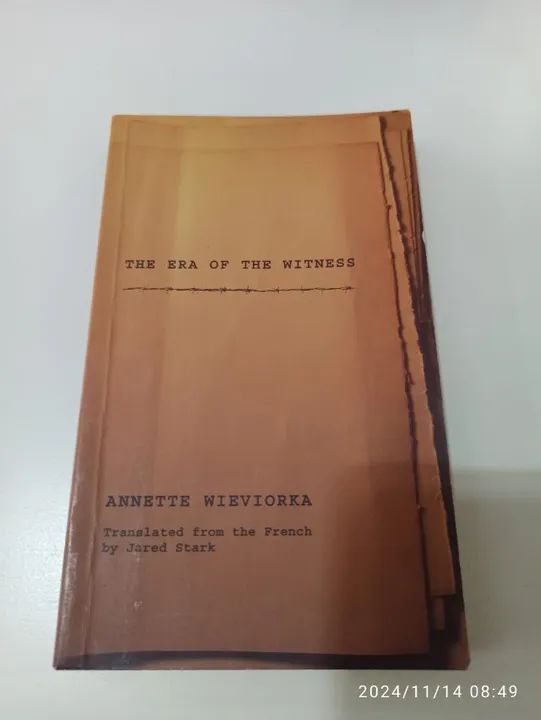 THE ERA OF THE WITNESS
ANNETTE WIEVIORKA
Translated from the French
by Jared Stark
2024/11/14 08:49